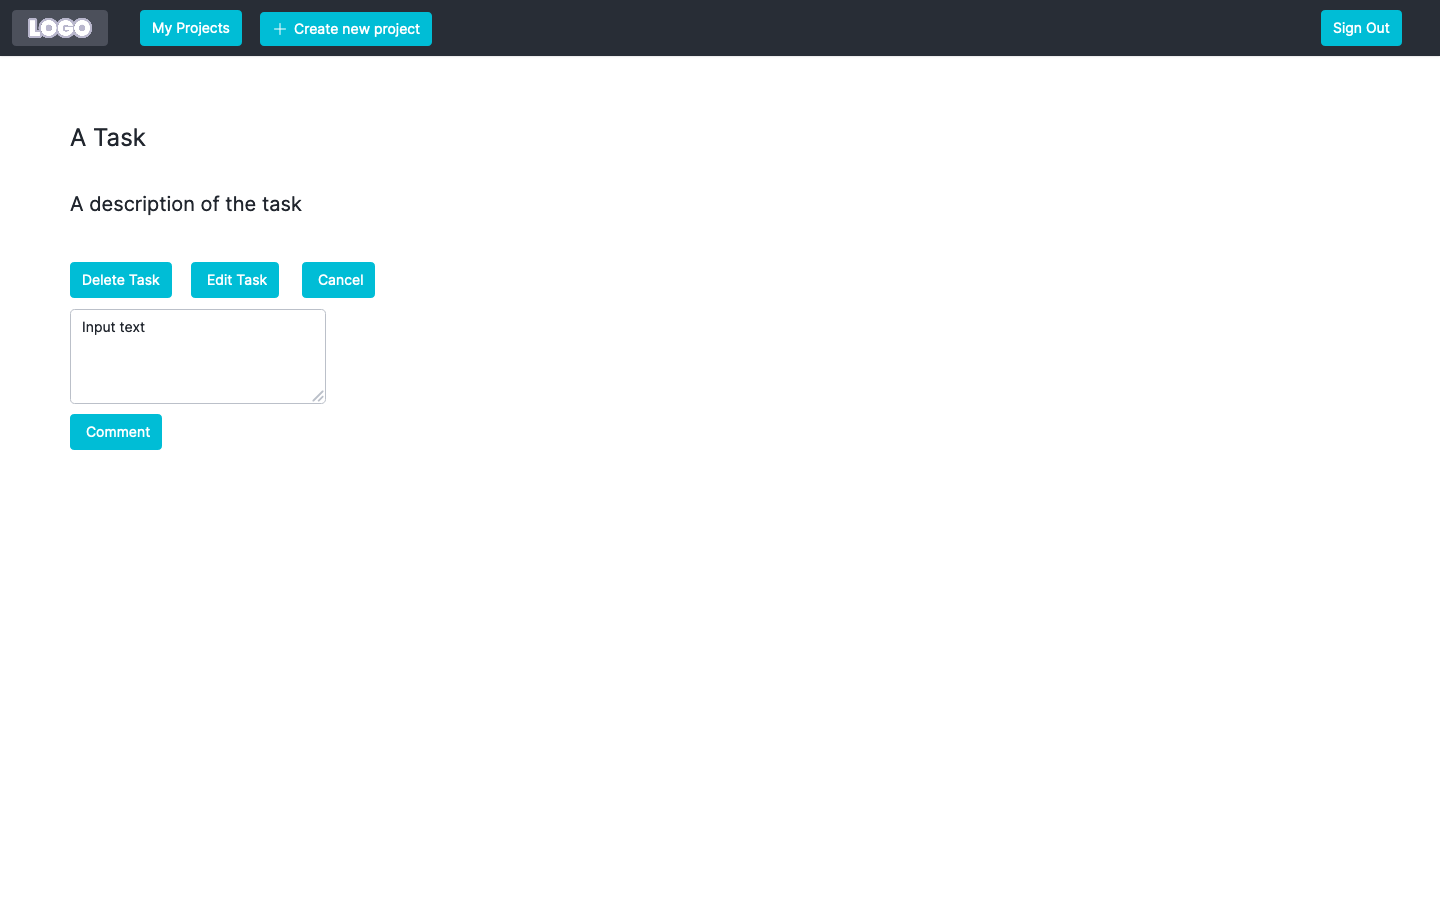 LOGO
My Projects
Create new project
Sign Out
A Task
A description of the task
Delete Task
Edit Task
Cancel
Input text
Comment